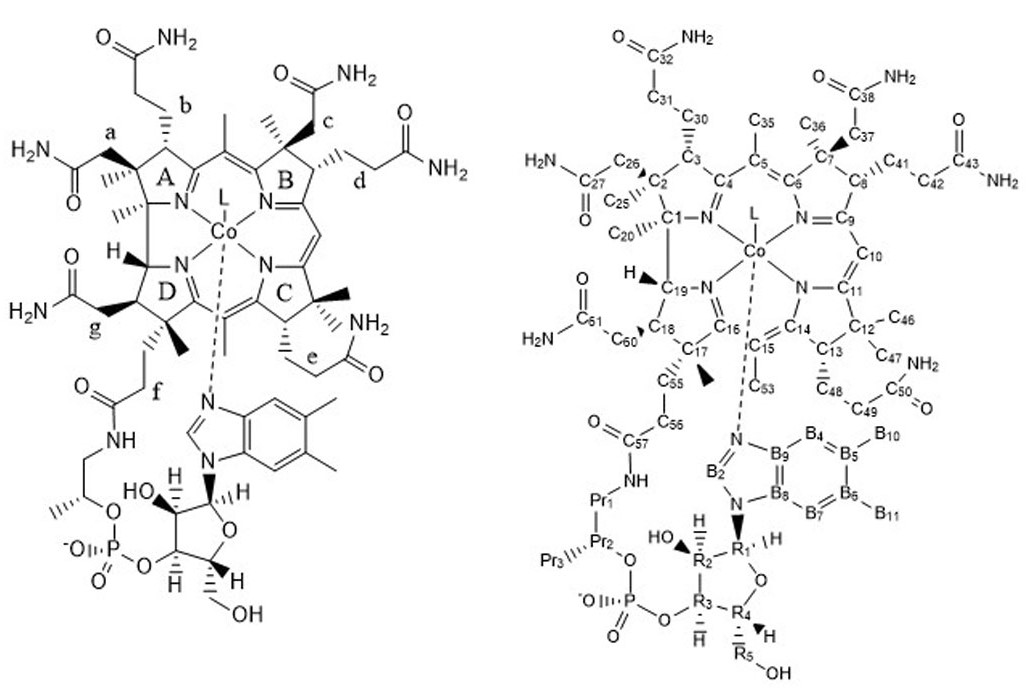 O
NH₂
O
NH₂
b
c
O
NH₂
d
a
H₂N
O
A
B
L
N
N
Co
H
N
N
O
H₂N
g
D
C
NH₂
e
O
f
O
NH
N
N
H
HO
H
O
O
⁻O
P
O
O
H
H
OH
O
C₃₂
NH₂
C₃₁
C₃₀
C₃₅
O
C₃₈
NH₂
C₃₆
C₃₇
O
C₄₁
C₄₃
C₄₂
NH₂
H₂N
C₂₆
C₂₇
O
C₂
C₃
C₅
C₇
C₂₅
C₄
C₆
C₈
C₂₀
C₁
N
L
N
C₉
Co
C₁₀
H
C₁₉
N
N
C₁₁
O
C₆₁
H₂N
C₆₀
C₁₈
C₁₆
C₁₄
C₁₂
C₄₆
C₁₇
C₁₅
C₁₃
C₄₇
C₅₅
C₅₃
C₄₈
NH₂
C₅₀
C₄₉
O
O
C₅₆
C₅₇
NH
N
B₂
N
B₉
B₄
B₅
B₁₀
B₈
B₇
B₆
B₁₁
Pr₁
Pr₂
Pr₃
O
H
HO
R₂
R₁
H
O
⁻O
P
O
O
R₃
R₄
H
H
R₅
OH